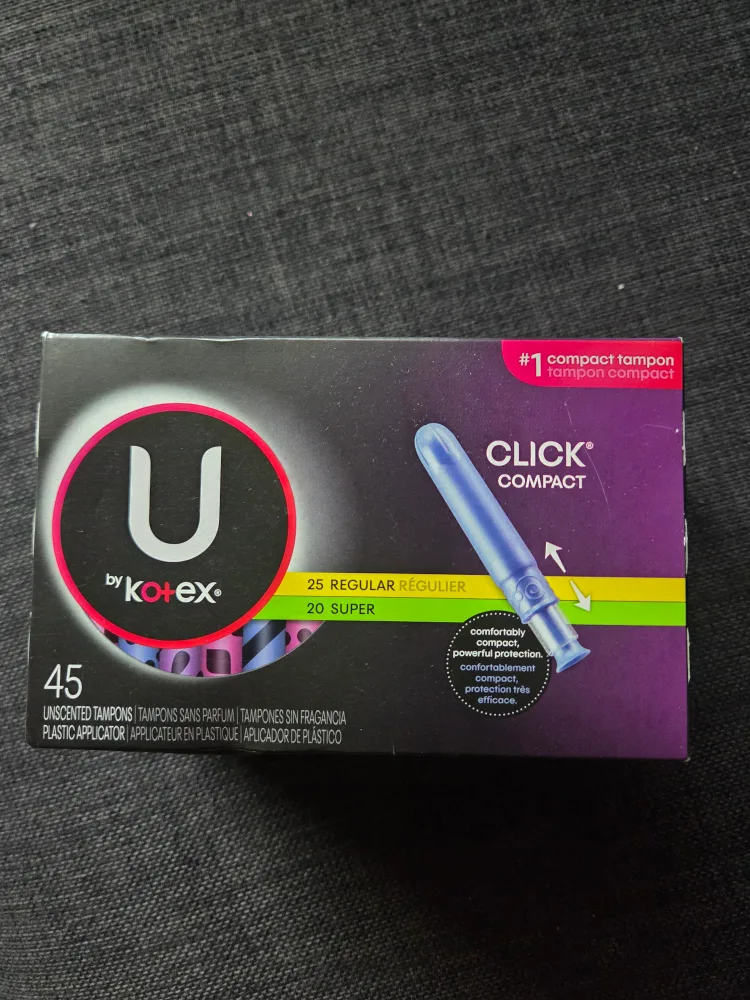 #1 compact tampon
tampon compact
CLICK®
COMPACT
U
by kotex®
25 REGULAR RÉGULIER
20 SUPER
comfortably
compact,
powerful protection.
confortablement
compact,
protection très
efficace.
45
UNSCENTED TAMPONS | TAMPONS SANS PARFUM | TAMPONES SIN FRAGANCIA
PLASTIC APPLICATOR | APPLICATEUR EN PLASTIQUE | APLICADOR DE PLÁSTICO